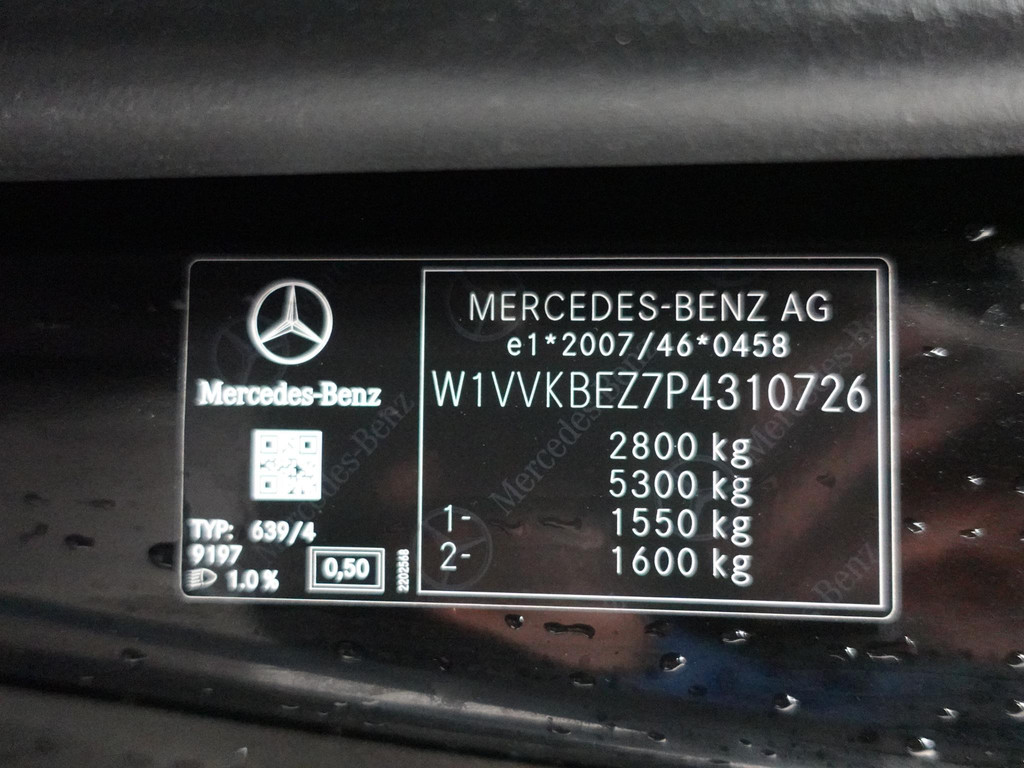 Mercedes-Benz
TYP: 639/4
9197
1.0 %
0,50
2202568
MERCEDES-BENZ AG
e1*2007/46*0458
W1VVKBEZ7P4310726
2800 kg
5300 kg
1- 1550 kg
2- 1600 kg